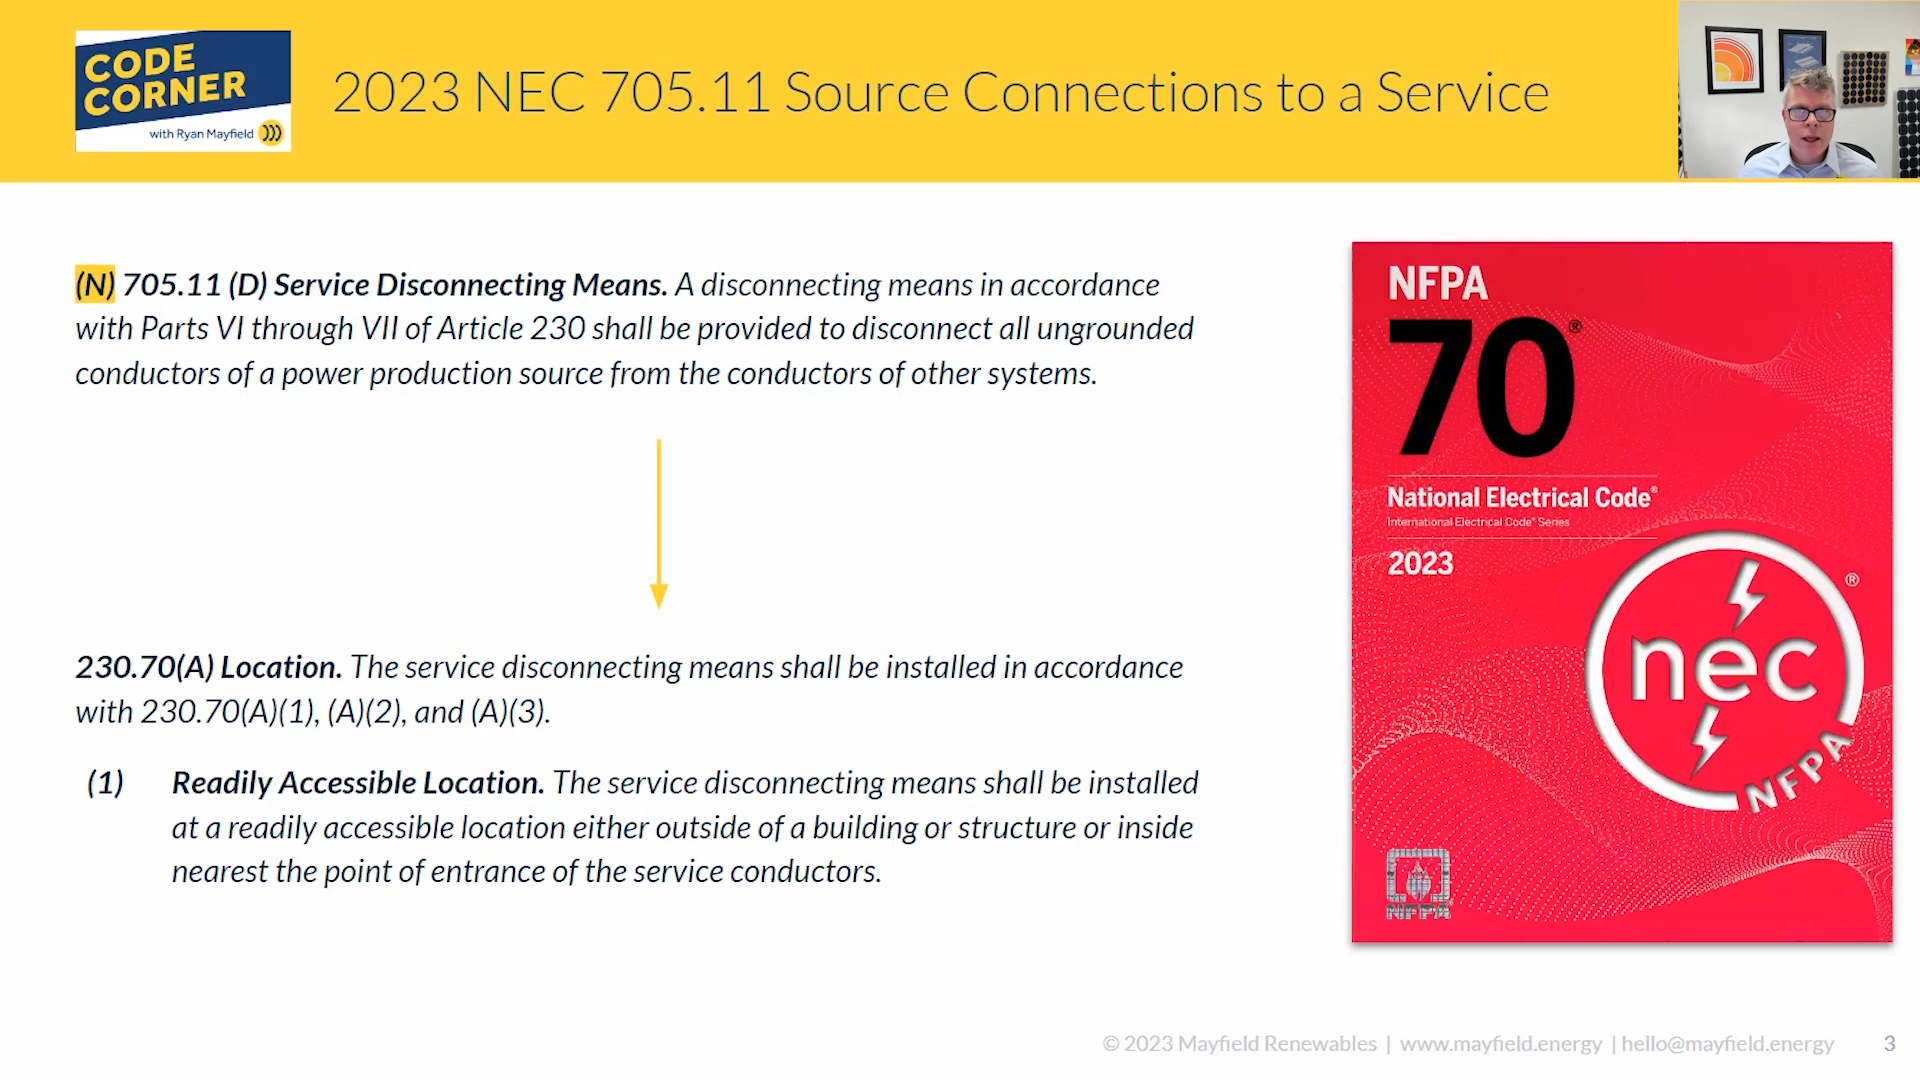 CODE
CORNER
with Ryan Mayfield
2023 NEC 705.11 Source Connections to a Service
(N) 705.11 (D) Service Disconnecting Means. A disconnecting means in accordance
with Parts VI through VII of Article 230 shall be provided to disconnect all ungrounded
conductors of a power production source from the conductors of other systems.
230.70(A) Location. The service disconnecting means shall be installed in accordance
with 230.70(A)(1), (A)(2), and (A)(3).
(1) Readily Accessible Location. The service disconnecting means shall be installed
at a readily accessible location either outside of a building or structure or inside
nearest the point of entrance of the service conductors.
NFPA
70®
National Electrical Code®
International Electrical Code® Series
2023
nec®
NFPA
NFPA
© 2023 Mayfield Renewables | www.mayfield.energy | hello@mayfield.energy 3